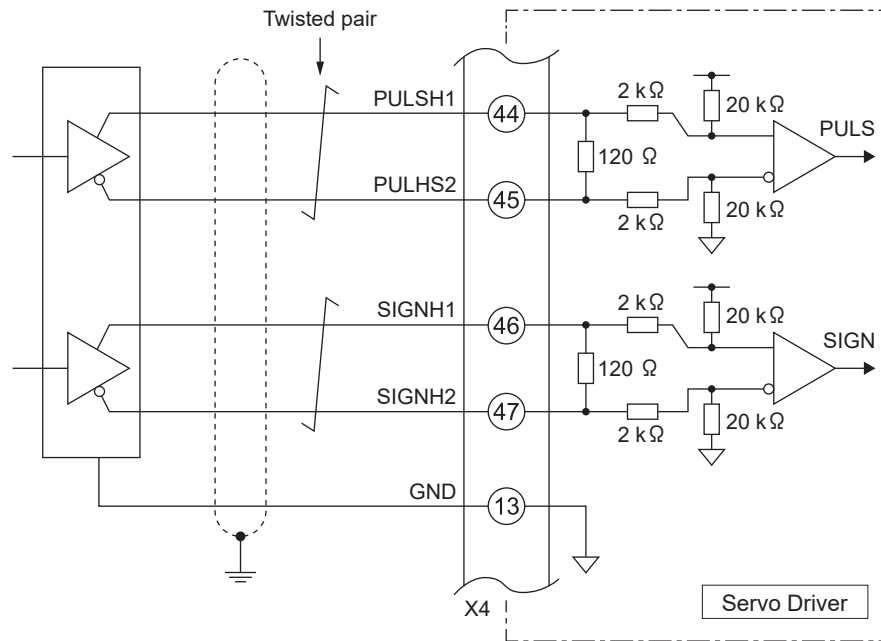 Twisted pair
PULSH1
44
2 kΩ
20 kΩ
PULS
120 Ω
PULHS2
45
2 kΩ
20 kΩ
SIGNH1
46
2 kΩ
20 kΩ
SIGN
120 Ω
SIGNH2
47
2 kΩ
20 kΩ
GND
13
X4
Servo Driver